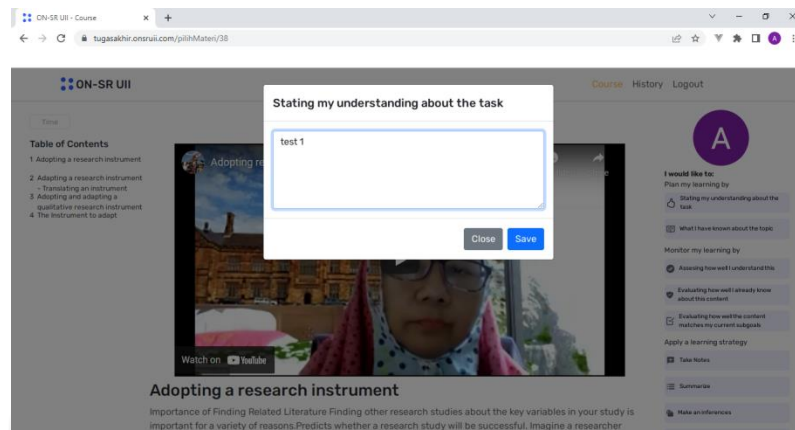 ON-SR UII - Course
tugasakhir.onsruii.com/pilihMateri/38
A
ON-SR UII
Course History Logout
Stating my understanding about the task
test 1
Close Save
Time
Table of Contents
1 Adopting a research instrument
2 Adapting a research instrument
- Translating an instrument
3 Adopting and adapting a
qualitative research instrument
4 The Instrument to adapt
Adopting re
Watch on YouTube
A
I would like to:
Plan my learning by
Stating my understanding about the
task
What I have known about the topic
Monitor my learning by
Assesing how well I understand this
Evaluating how well I already know
about this content
Evaluating how well the content
matches my current subgoals
Apply a learning strategy
Take Notes
Summarize
Make an inferences
Adopting a research instrument
Importance of Finding Related Literature Finding other research studies about the key variables in your study is
important for a variety of reasons.Predicts whether a research study will be successful. Imagine a researcher